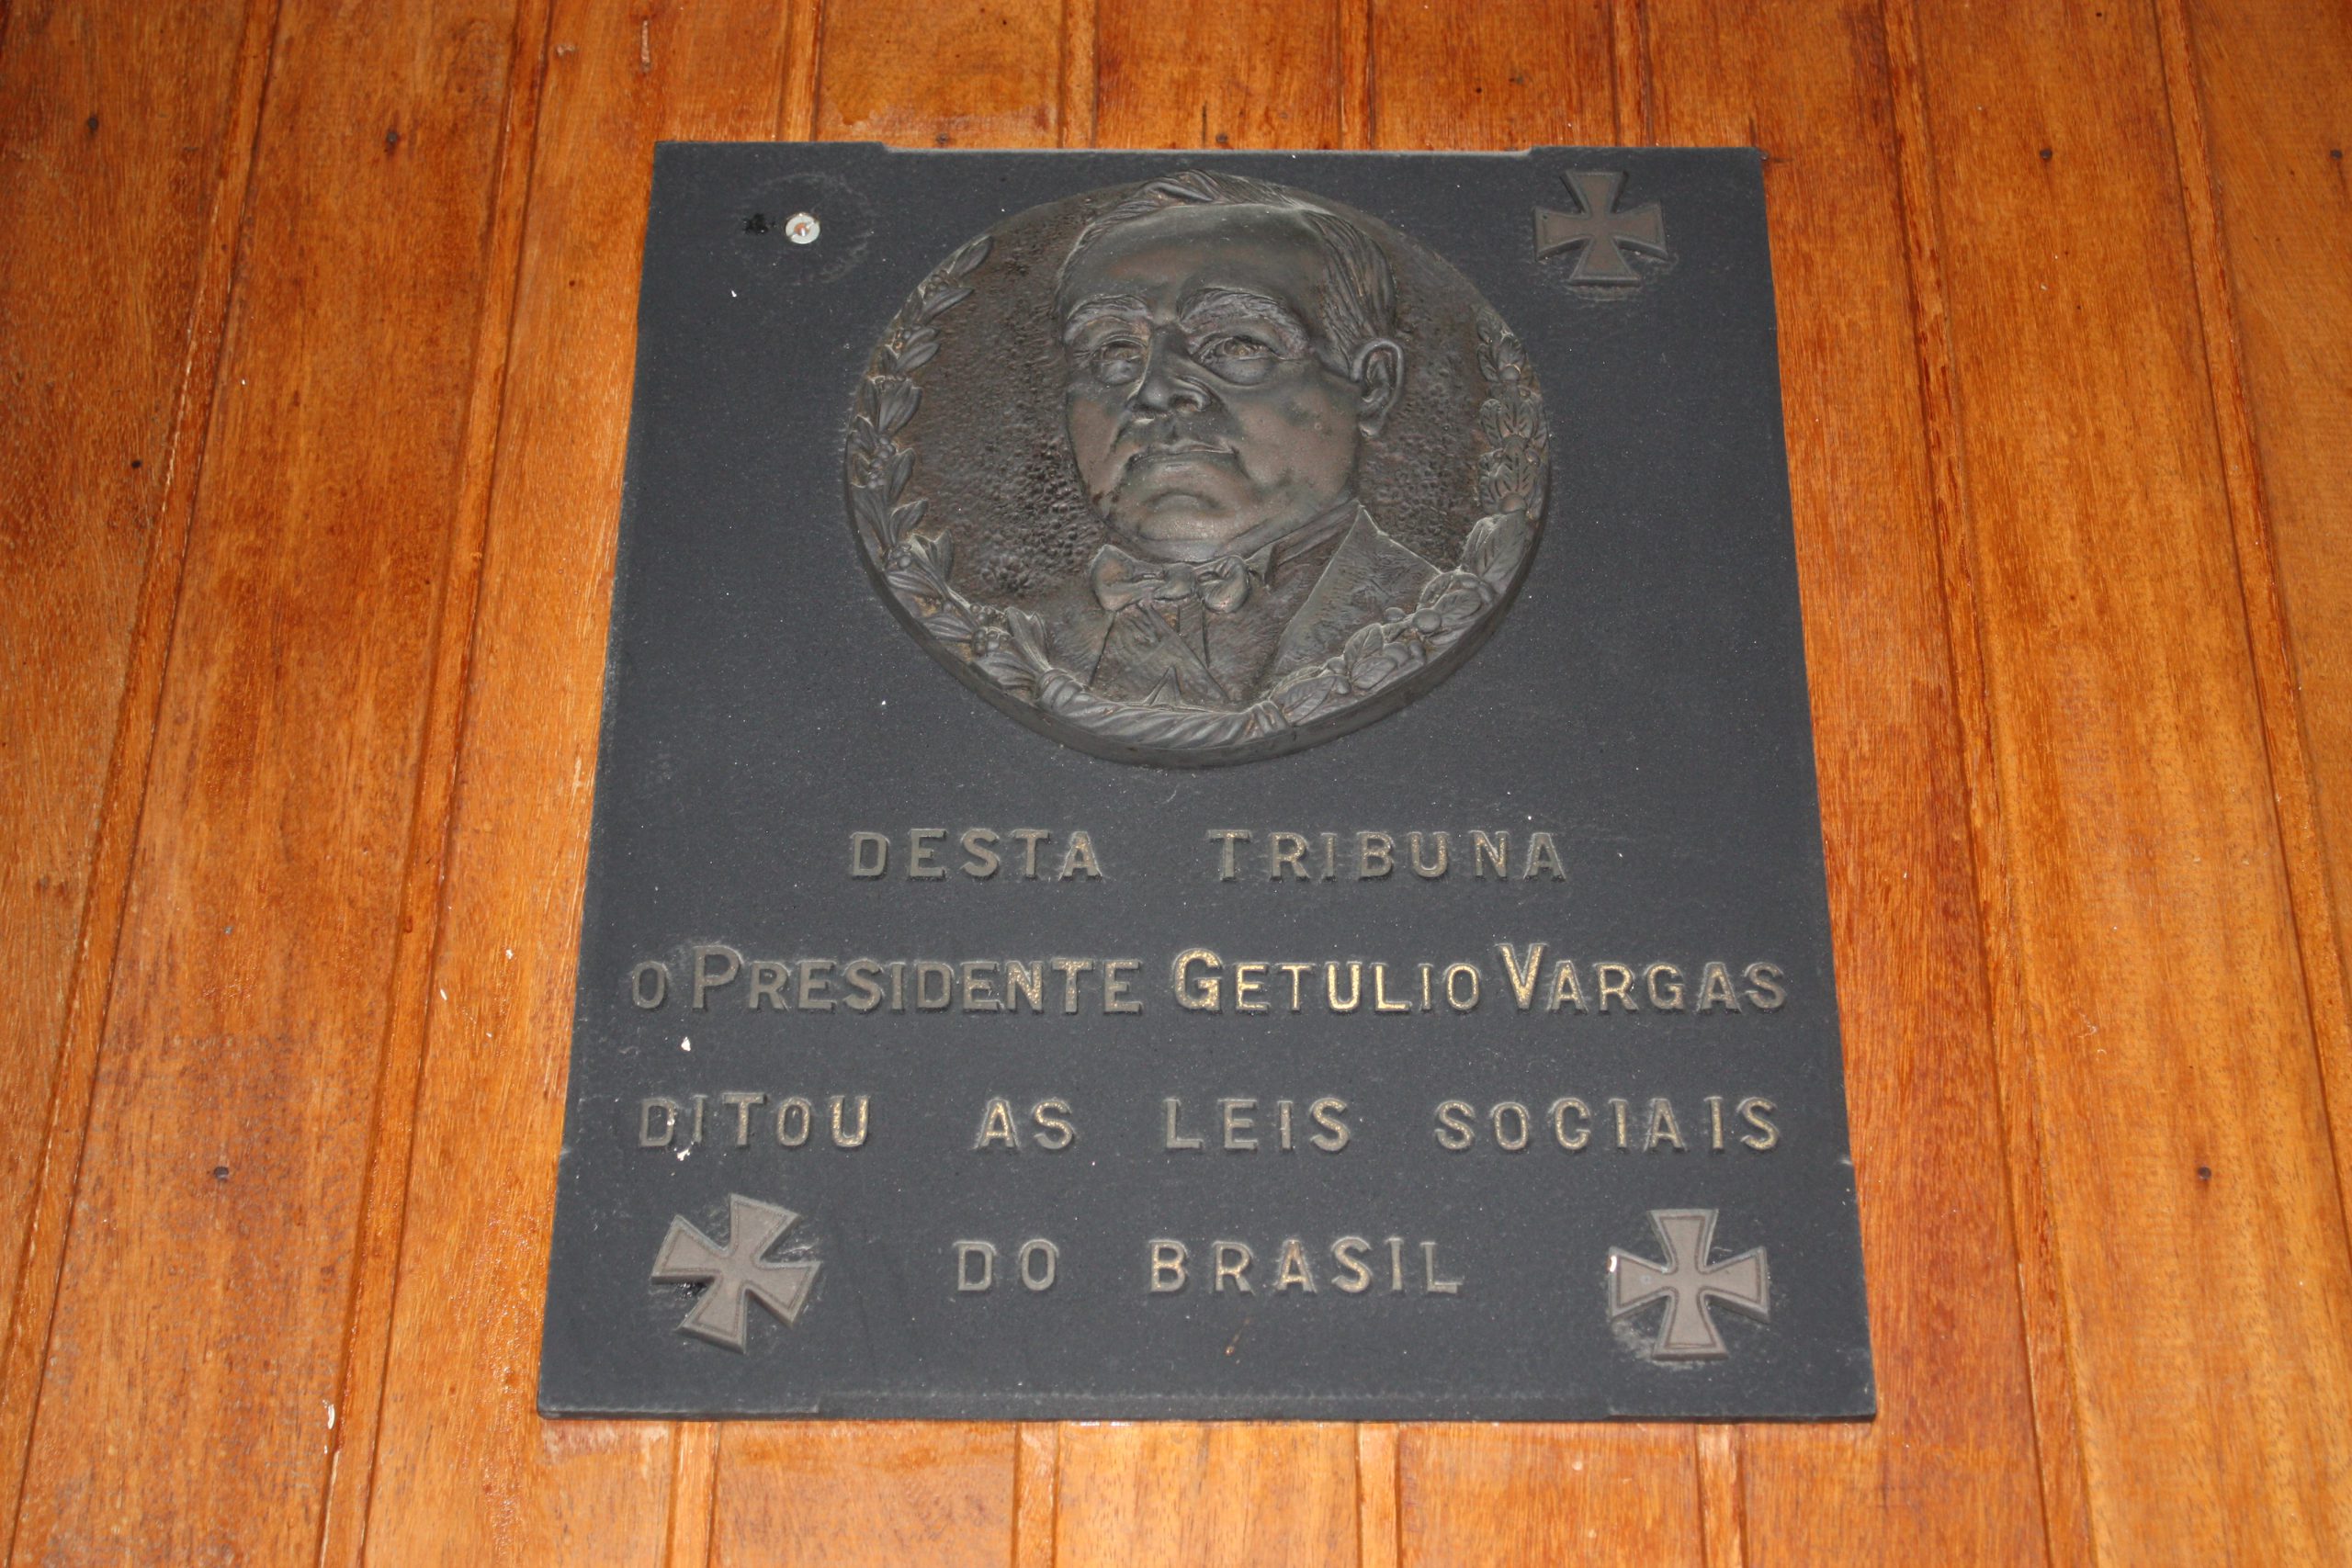 DESTA TRIBUNA
O PRESIDENTE GETULIO VARGAS
DITOU AS LEIS SOCIAIS
DO BRASIL